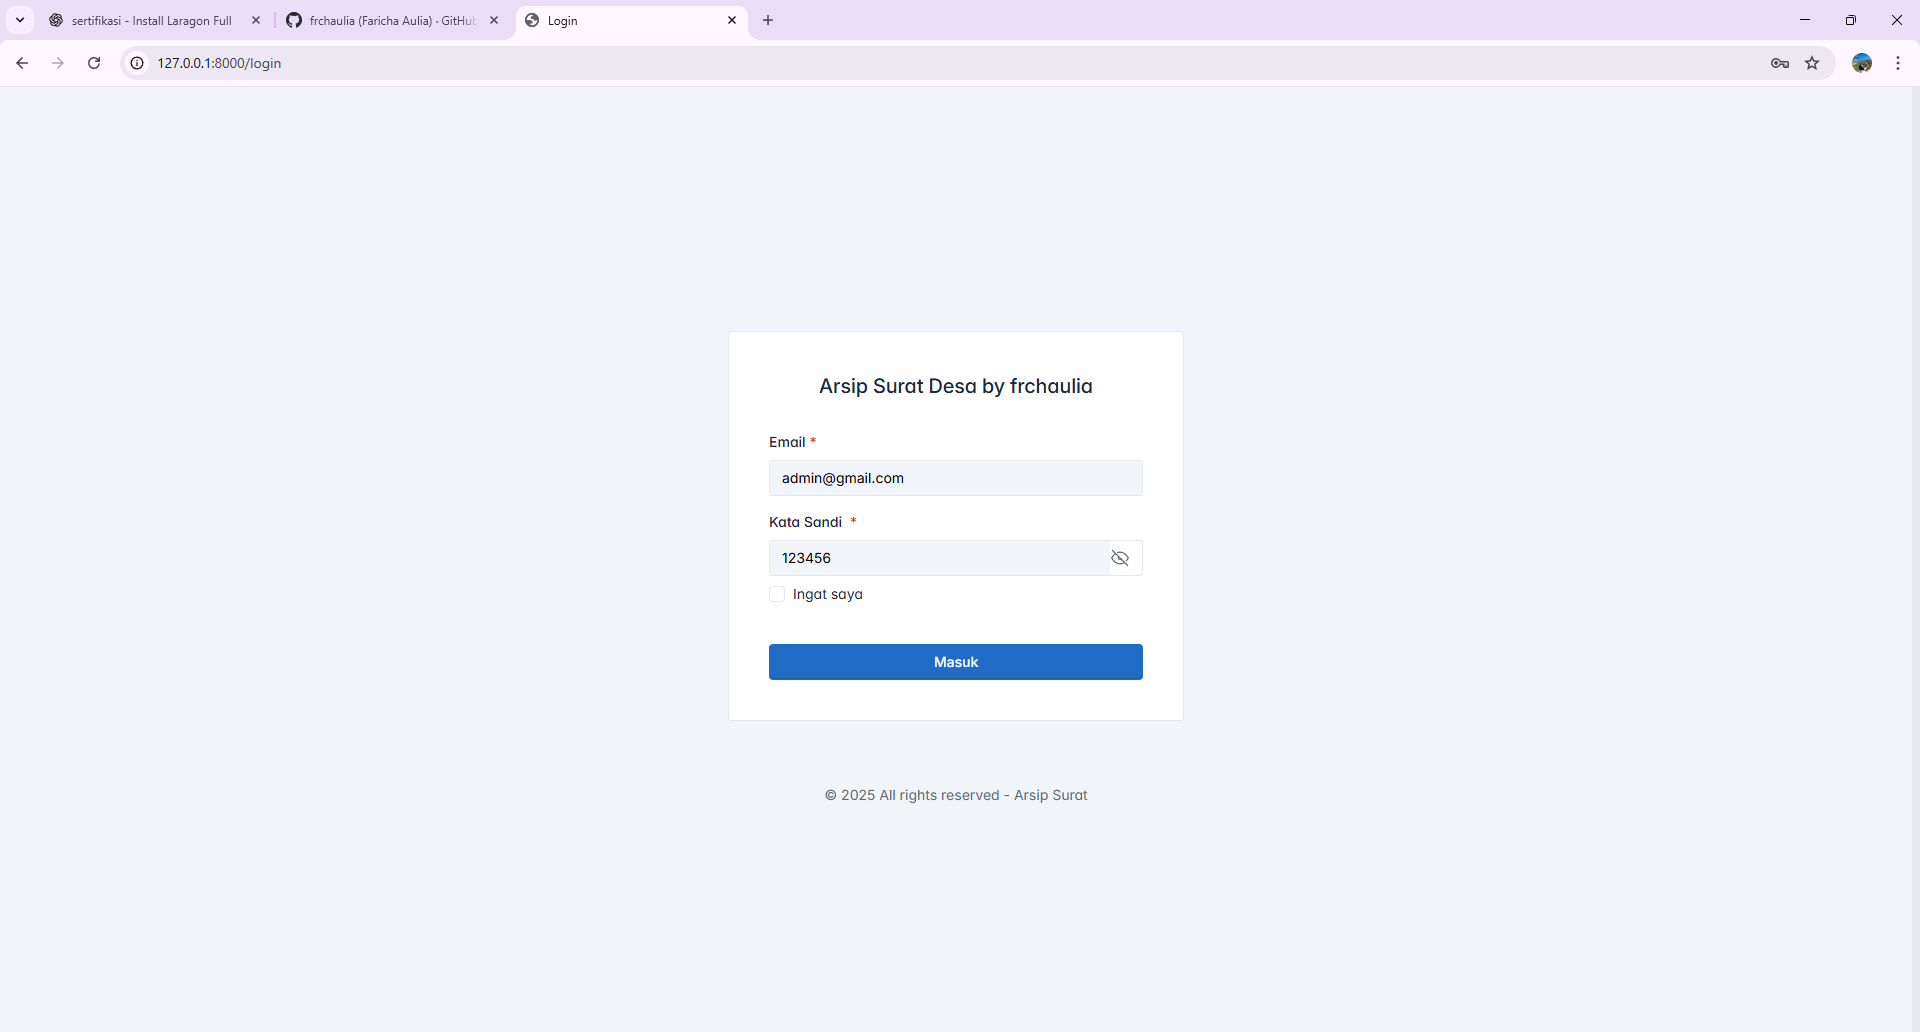 sertifikasi - Install Laragon Full
frchaulia (Faricha Aulia) · GitHub
Login
127.0.0.1:8000/login
Arsip Surat Desa by frchaulia
Email *
admin@gmail.com
Kata Sandi *
123456
Ingat saya
Masuk
© 2025 All rights reserved - Arsip Surat